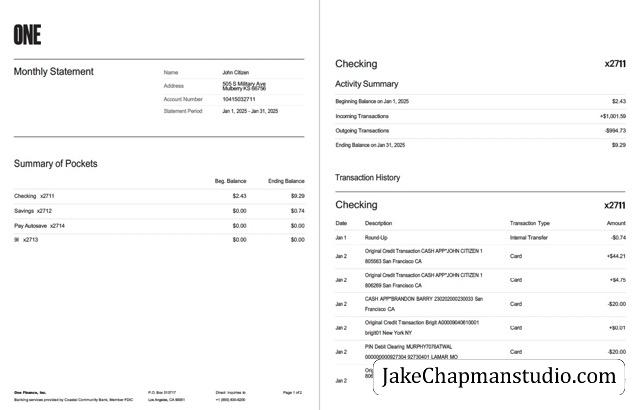 ONE
Monthly Statement
Name John Citizen
Address 505 S Military Ave
Mulberry KS 66756
Account Number 10415032711
Statement Period Jan 1, 2025 - Jan 31, 2025
Summary of Pockets
Beg. Balance Ending Balance
Checking x2711 $2.43 $9.29
Savings x2712 $0.00 $0.74
Pay Autosave x2714 $0.00 $0.00
x2713 $0.00 $0.00
One Finance, Inc. P.O. Box 513717 Direct inquiries to Page 1 of 2
Banking services provided by Coastal Community Bank, Member FDIC Los Angeles, CA 90051
Checking x2711
Activity Summary
Beginning Balance on Jan 1, 2025 $2.43
Incoming Transactions +$1,001.59
Outgoing Transactions -$994.73
Ending Balance on Jan 31, 2025 $9.29
Transaction History
Checking x2711
Date Description Transaction Type Amount
Jan 1 Round-Up Internal Transfer -$0.74
Jan 2 Original Credit Transaction CASH APP*JOHN CITIZEN 1
805563 San Francisco CA Card +$44.21
Jan 2 Original Credit Transaction CASH APP*JOHN CITIZEN 1
806269 San Francisco CA Card +$4.75
Jan 2 CASH APP*BRANDON BARRY 230202000230033 San
Francisco CA Card -$20.00
Jan 2 Original Credit Transaction Brigit A00009040610001
brigit01 New York NY Card +$0.01
Jan 2 PIN Debit Clearing MURPHY7076ATWAL
000000000927304 92730401 LAMAR MO Card -$20.00
Jan 2
JakeChapmanstudio.com